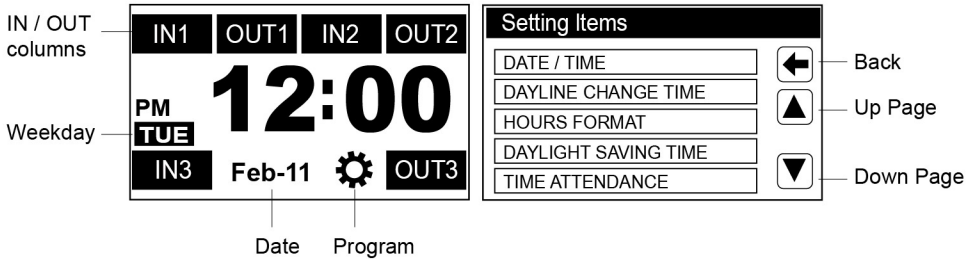 IN / OUT
columns
IN1 OUT1 IN2 OUT2
12:00
PM
Weekday
TUE
IN3 Feb-11 OUT3
Date Program
Setting Items
DATE / TIME
DAYLINE CHANGE TIME
HOURS FORMAT
DAYLIGHT SAVING TIME
TIME ATTENDANCE
Back
Up Page
Down Page